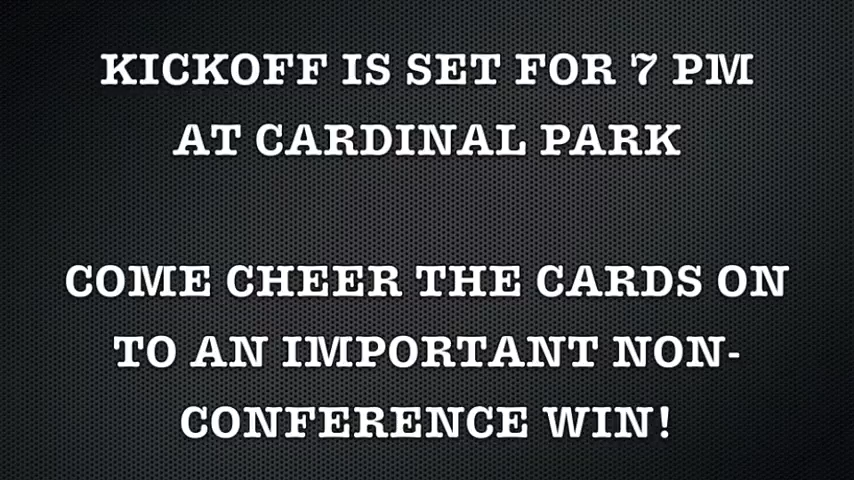 KICKOFF IS SET FOR 7 PM
AT CARDINAL PARK
COME CHEER THE CARDS ON
TO AN IMPORTANT NON-
CONFERENCE WIN!